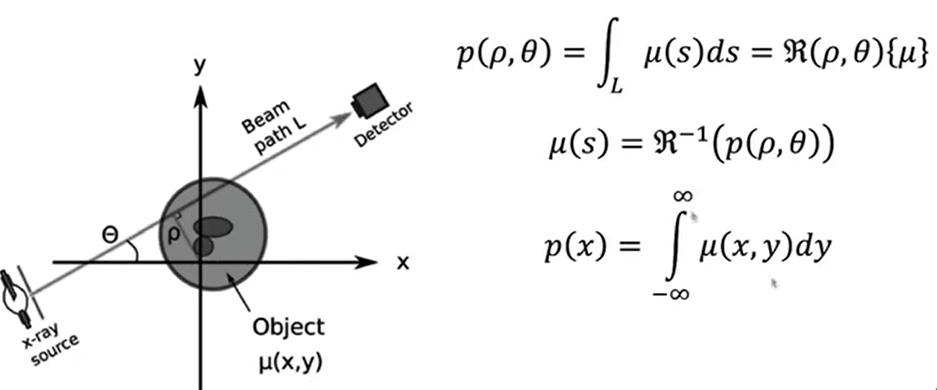 y
Beam
path L
Detector
θ
ρ
x
x-ray
source
Object
μ(x,y)
p(ρ, θ) = ∫_L μ(s)ds = ℜ(ρ, θ){μ}
μ(s) = ℜ⁻¹(p(ρ, θ))
p(x) = ∫_{-∞}^{∞} μ(x, y)dy